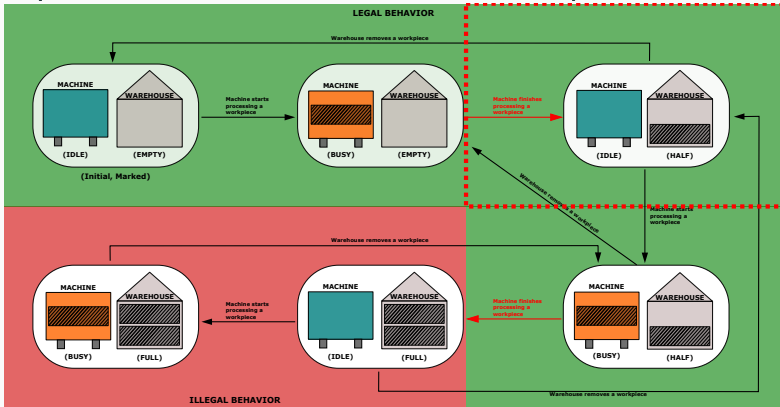 LEGAL BEHAVIOR
Warehouse removes a workpiece
MACHINE
WAREHOUSE
(IDLE)
(EMPTY)
(Initial, Marked)
Machine starts
processing a
workpiece
MACHINE
WAREHOUSE
(BUSY)
(EMPTY)
Machine finishes
processing a
workpiece
MACHINE
WAREHOUSE
(IDLE)
(HALF)
Warehouse removes a workpiece
Machine starts
processing a
workpiece
Warehouse removes a workpiece
MACHINE
WAREHOUSE
(BUSY)
(FULL)
Machine starts
processing a
workpiece
MACHINE
WAREHOUSE
(IDLE)
(FULL)
Machine finishes
processing a
workpiece
MACHINE
WAREHOUSE
(BUSY)
(HALF)
Warehouse removes a workpiece
ILLEGAL BEHAVIOR